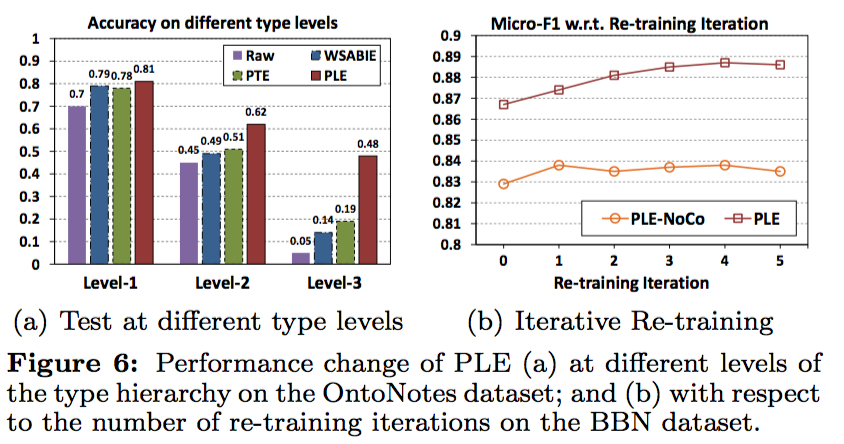 Accuracy on different type levels
1
0.9
0.8
0.7
0.6
0.5
0.4
0.3
0.2
0.1
0
Raw
WSABIE
PTE
PLE
0.7
0.79
0.78
0.81
0.45
0.49
0.51
0.62
0.05
0.14
0.19
0.48
Level-1 Level-2 Level-3
(a) Test at different type levels
Micro-F1 w.r.t. Re-training Iteration
0.9
0.89
0.88
0.87
0.86
0.85
0.84
0.83
0.82
0.81
0.8
PLE-NoCo PLE
0 1 2 3 4 5
Re-training Iteration
(b) Iterative Re-training
Figure 6: Performance change of PLE (a) at different levels of
the type hierarchy on the OntoNotes dataset; and (b) with respect
to the number of re-training iterations on the BBN dataset.